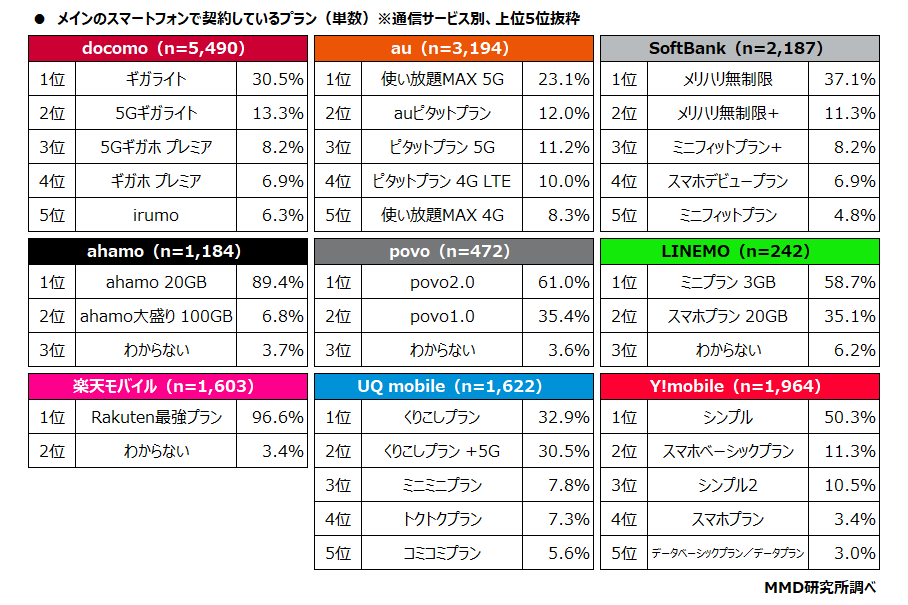 ● メインのスマートフォンで契約しているプラン（単数）※通信サービス別、上位5位抜粋
docomo（n=5,490）
1位 ギガライト 30.5%
2位 5Gギガライト 13.3%
3位 5Gギガホ プレミア 8.2%
4位 ギガホ プレミア 6.9%
5位 irumo 6.3%
au（n=3,194）
1位 使い放題MAX 5G 23.1%
2位 auピタットプラン 12.0%
3位 ピタットプラン 5G 11.2%
4位 ピタットプラン 4G LTE 10.0%
5位 使い放題MAX 4G 8.3%
SoftBank（n=2,187）
1位 メリハリ無制限 37.1%
2位 メリハリ無制限+ 11.3%
3位 ミニフィットプラン+ 8.2%
4位 スマホデビュープラン 6.9%
5位 ミニフィットプラン 4.8%
ahamo（n=1,184）
1位 ahamo 20GB 89.4%
2位 ahamo大盛り 100GB 6.8%
3位 わからない 3.7%
povo（n=472）
1位 povo2.0 61.0%
2位 povo1.0 35.4%
3位 わからない 3.6%
LINEMO（n=242）
1位 ミニプラン 3GB 58.7%
2位 スマホプラン 20GB 35.1%
3位 わからない 6.2%
楽天モバイル（n=1,603）
1位 Rakuten最強プラン 96.6%
2位 わからない 3.4%
UQ mobile（n=1,622）
1位 くりこしプラン 32.9%
2位 くりこしプラン +5G 30.5%
3位 ミニミニプラン 7.8%
4位 トクトクプラン 7.3%
5位 コミコミプラン 5.6%
Y!mobile（n=1,964）
1位 シンプル 50.3%
2位 スマホベーシックプラン 11.3%
3位 シンプル2 10.5%
4位 スマホプラン 3.4%
5位 データベーシックプラン／データプラン 3.0%
MMD研究所調べ